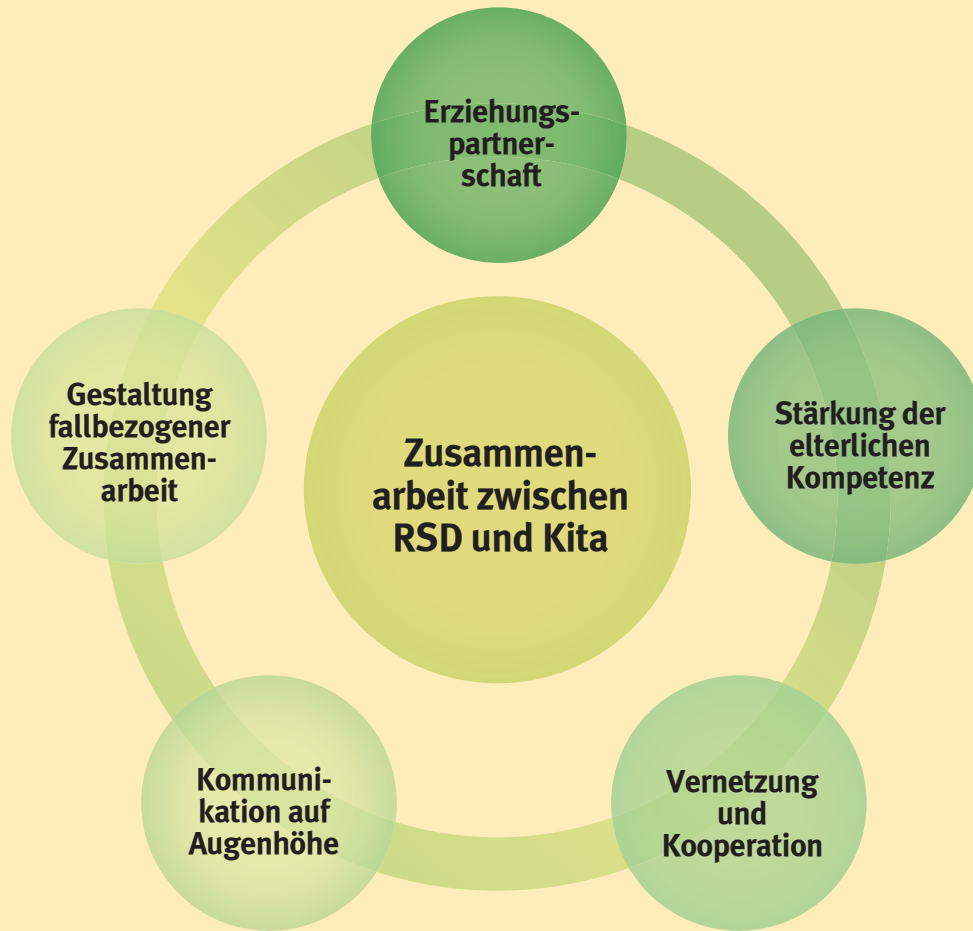 Erziehungs-
partner-
schaft
Gestaltung
fallbezogener
Zusammen-
arbeit
Zusammen-
arbeit zwischen
RSD und Kita
Stärkung der
elterlichen
Kompetenz
Kommuni-
kation auf
Augenhöhe
Vernetzung
und
Kooperation